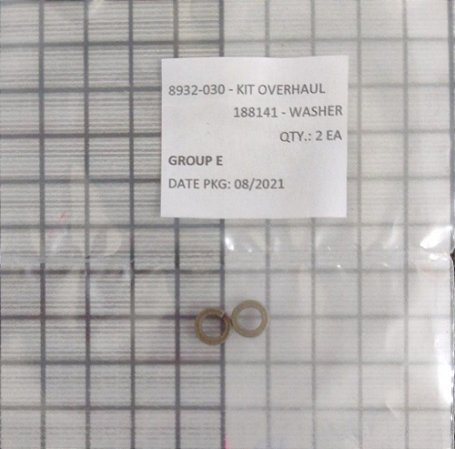 8932-030 - KIT OVERHAUL
188141 - WASHER
QTY.: 2 EA
GROUP E
DATE PKG: 08/2021